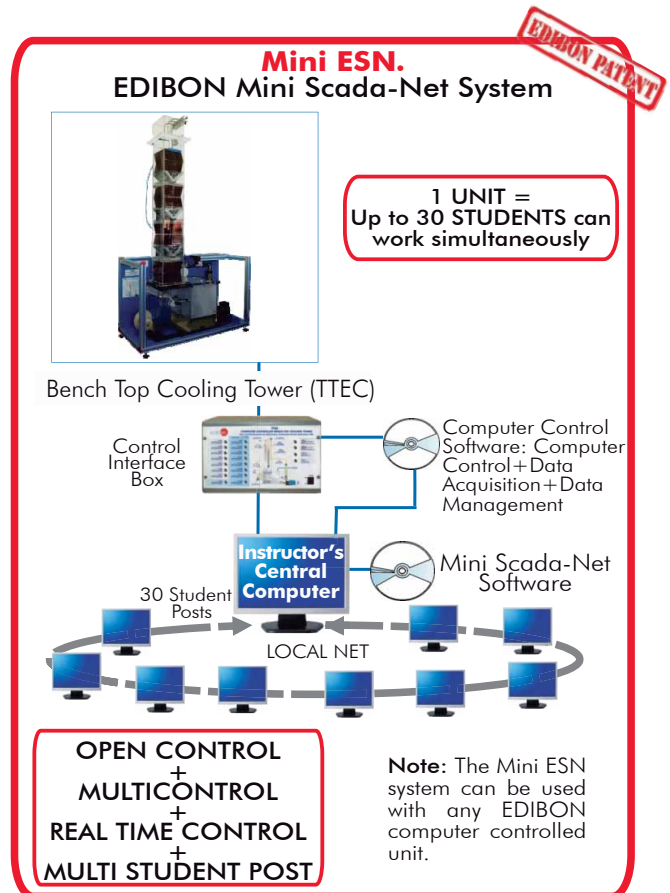 EDIBON PATENT
Mini ESN.
EDIBON Mini Scada-Net System
1 UNIT =
Up to 30 STUDENTS can
work simultaneously
Bench Top Cooling Tower (TTEC)
Control
Interface
Box
Computer Control
Software: Computer
Control+Data
Acquisition+Data
Management
Instructor's
Central
Computer
Mini Scada-Net
Software
30 Student
Posts
LOCAL NET
OPEN CONTROL
+
MULTICONTROL
+
REAL TIME CONTROL
+
MULTI STUDENT POST
Note: The Mini ESN
system can be used
with any EDIBON
computer controlled
unit.